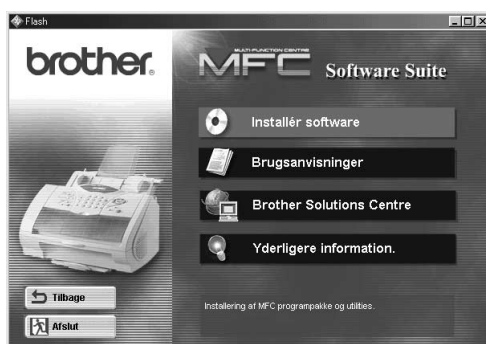 Flash
brother.
MULTI-FUNCTION CENTRE
MFC Software Suite
Installér software
Brugsanvisninger
Brother Solutions Centre
Yderligere information.
Tilbage
Afslut
Installering af MFC programpakke og utilities.